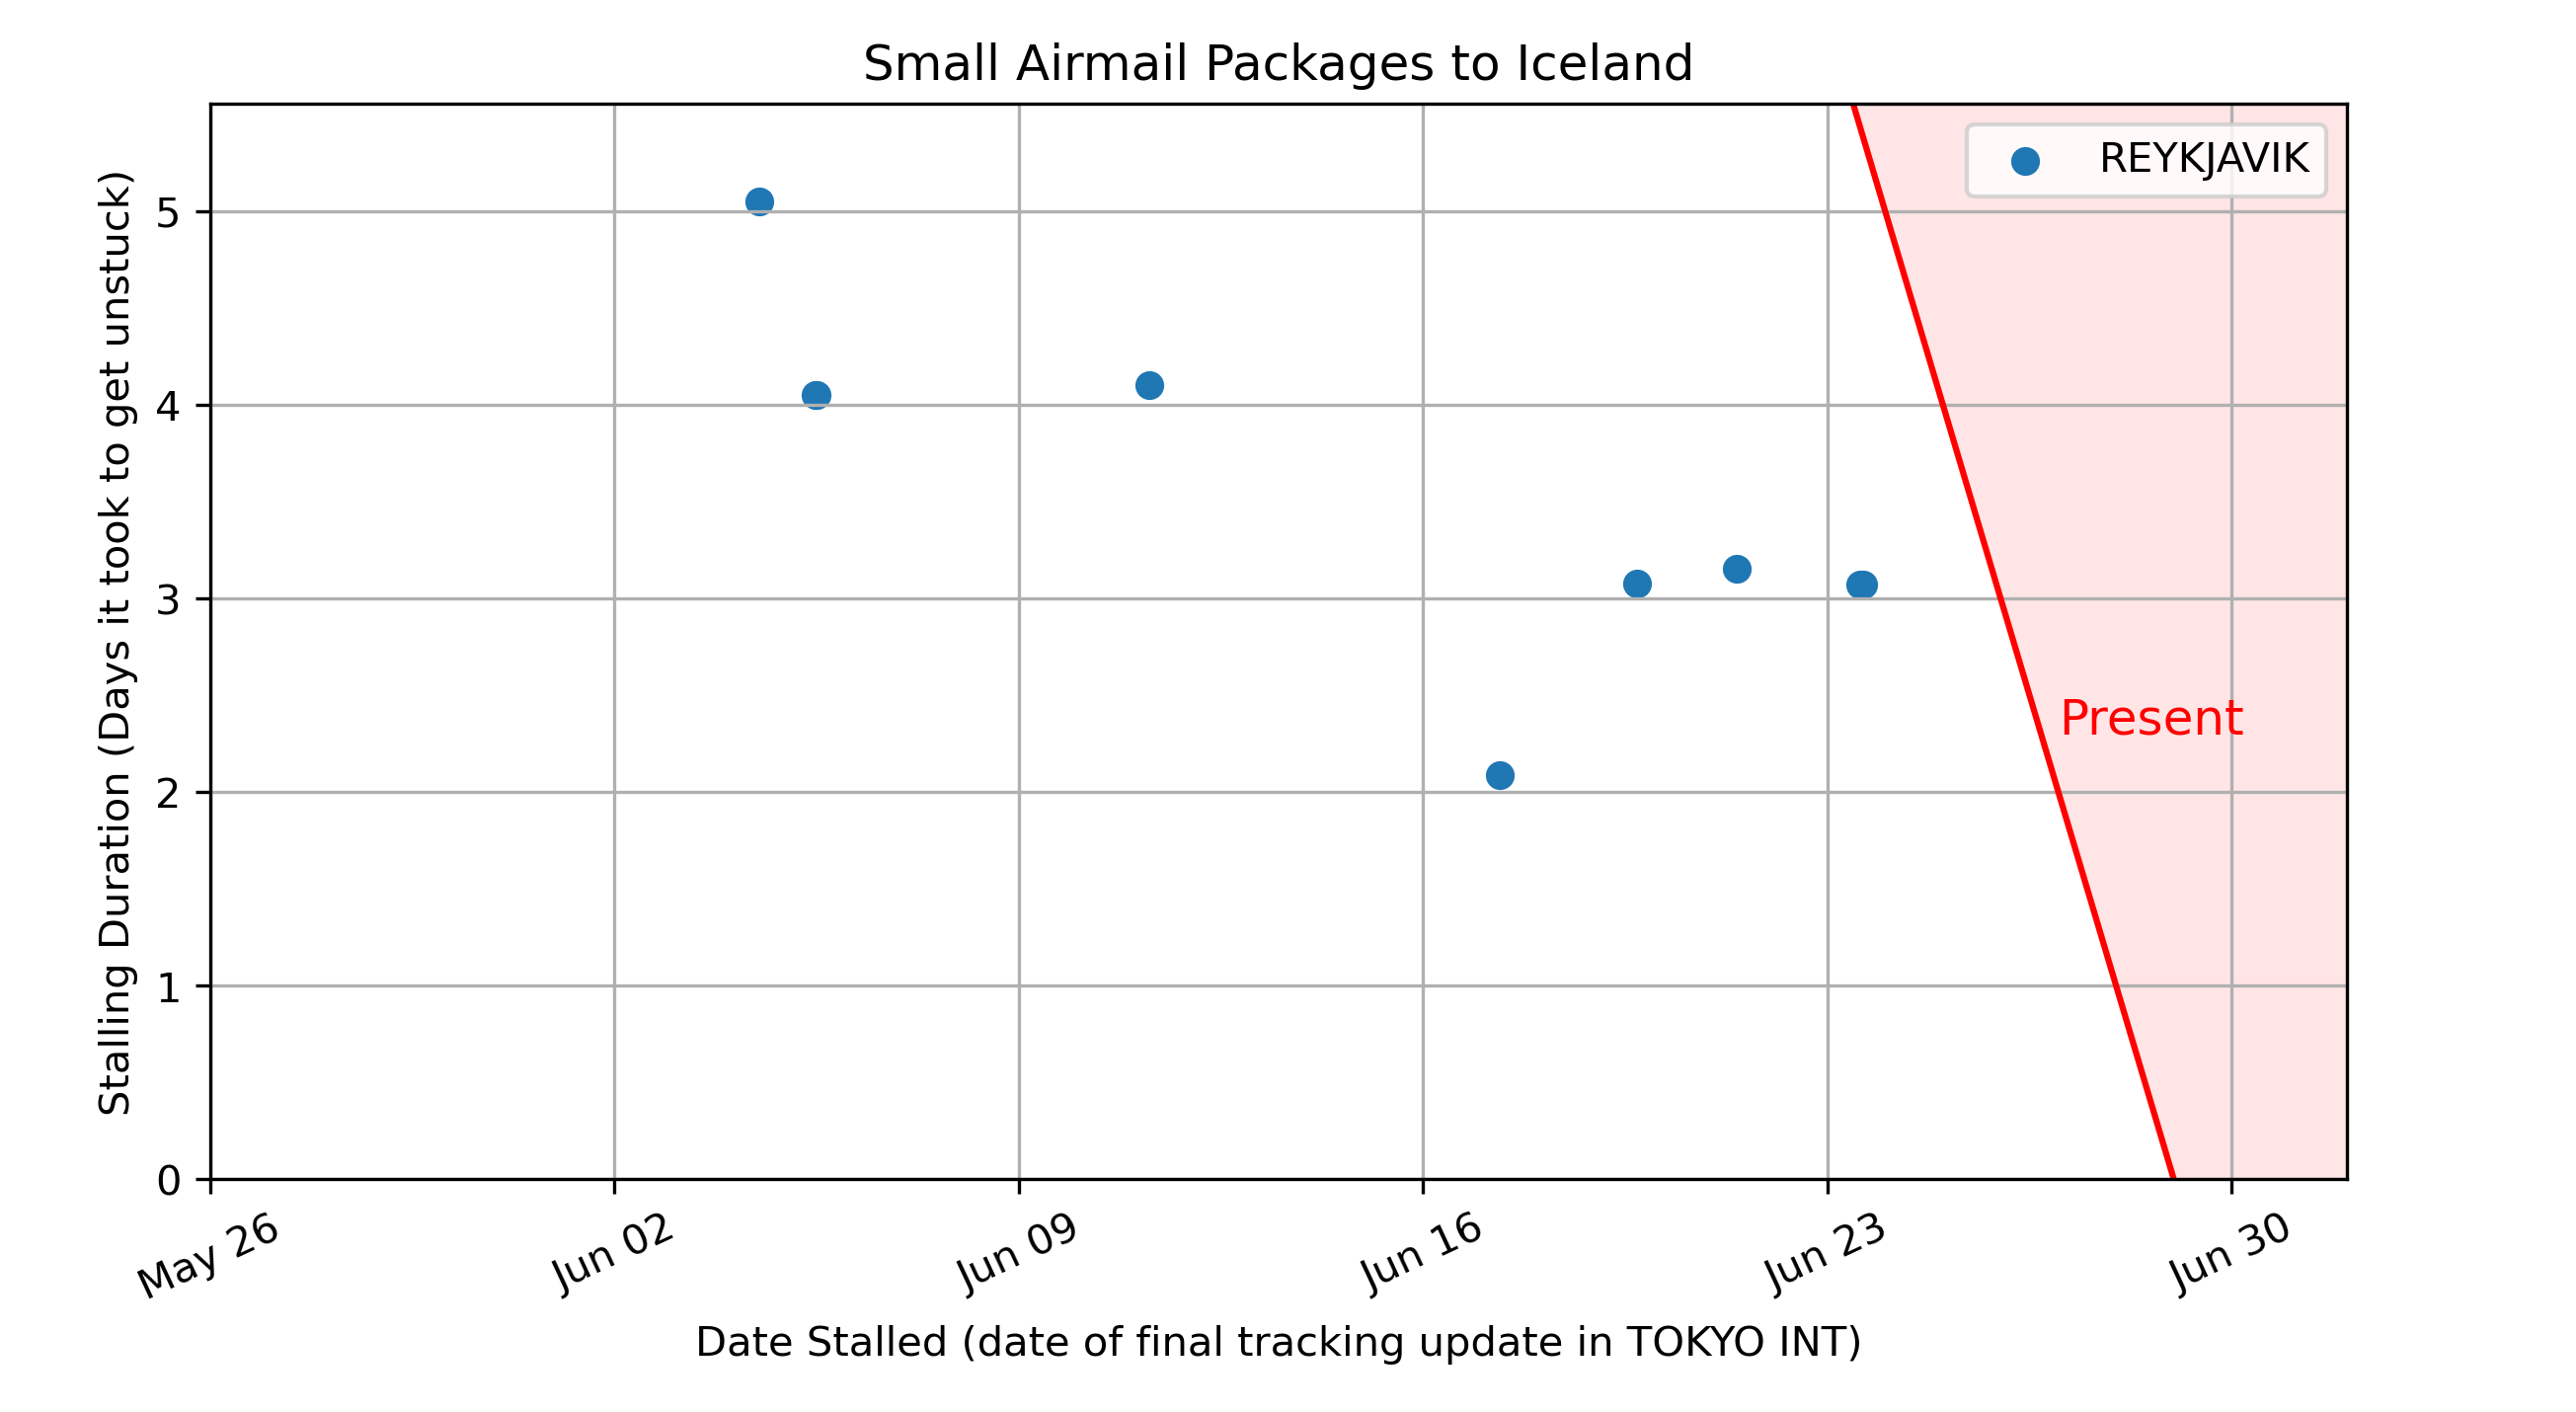 Small Airmail Packages to Iceland
REYKJAVIK
Stalling Duration (Days it took to get unstuck)
5
4
3
2
1
0
Present
May 26
Jun 02
Jun 09
Jun 16
Jun 23
Jun 30
Date Stalled (date of final tracking update in TOKYO INT)